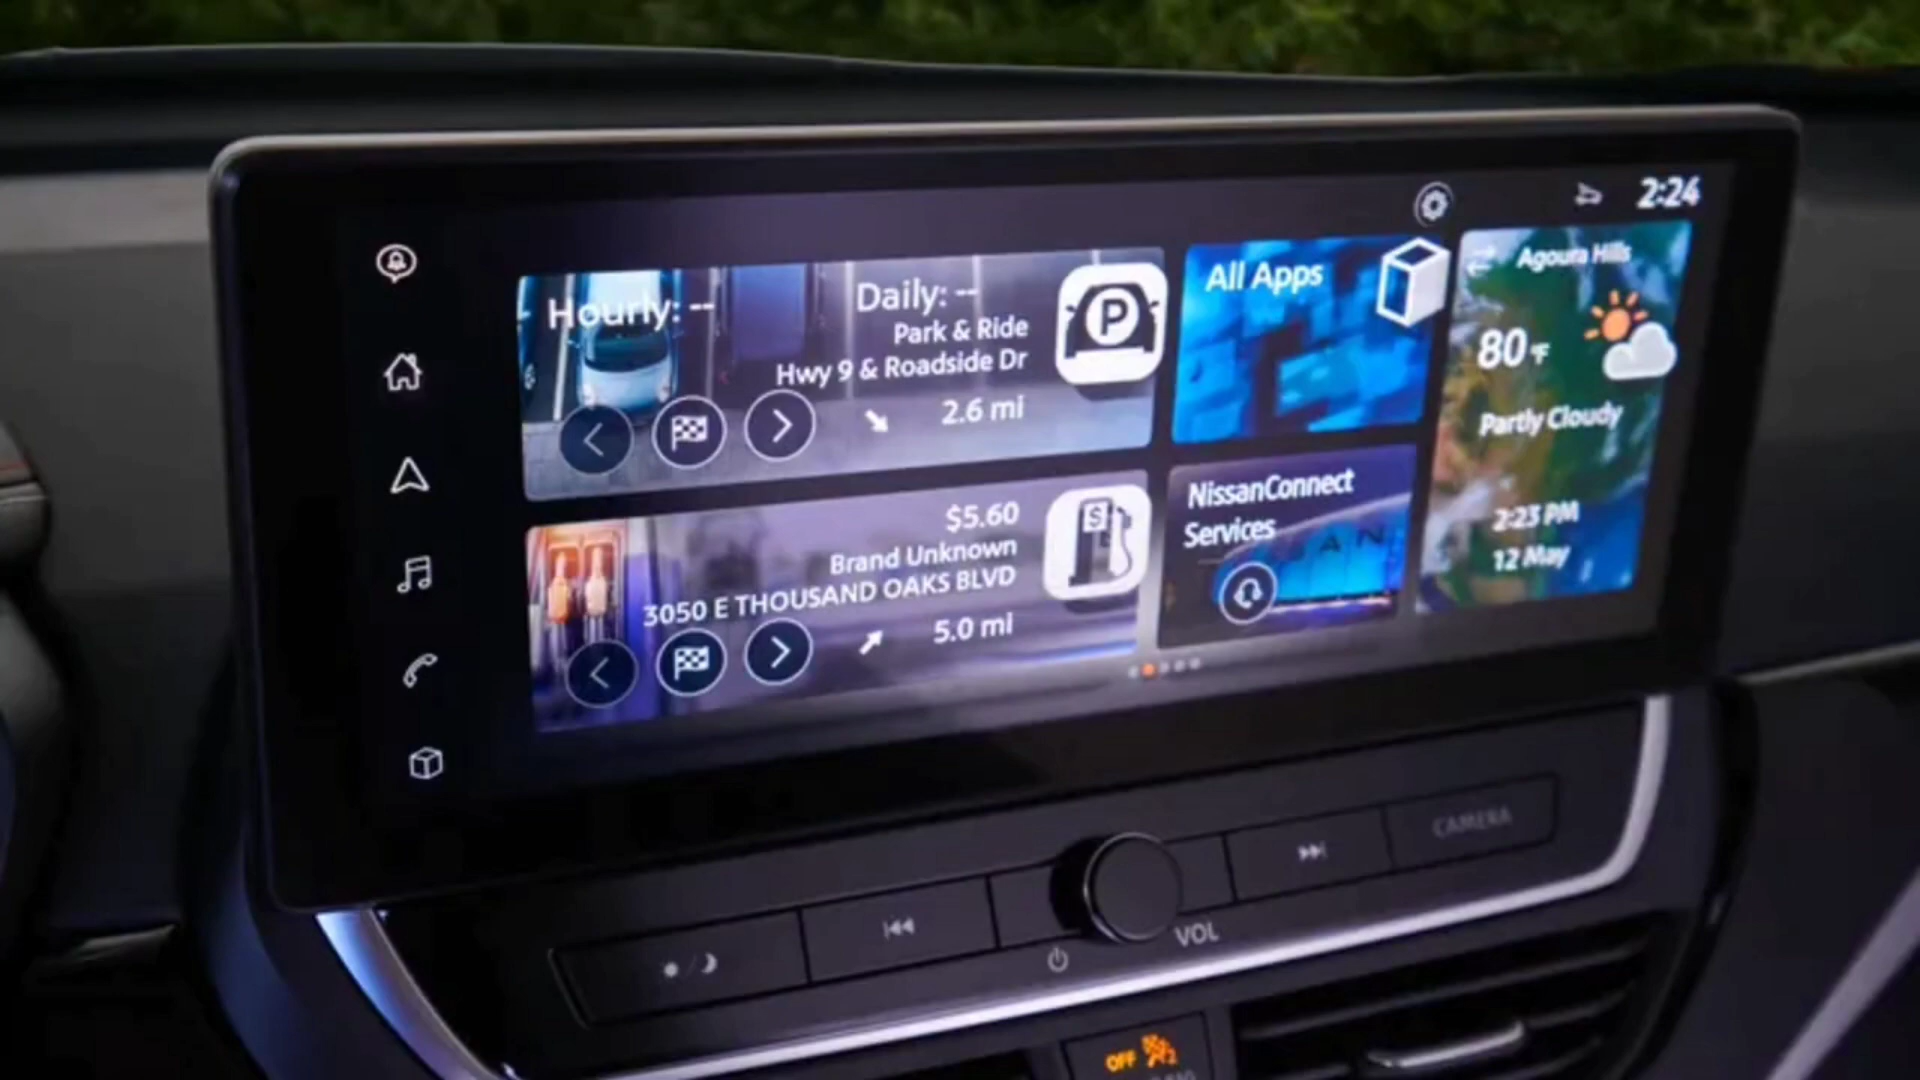 2:24
Hourly: --
Daily: --
Park & Ride
Hwy 9 & Roadside Dr
2.6 mi
P
All Apps
Agoura Hills
80°F
Partly Cloudy
2:23 PM
12 May
$5.60
Brand Unknown
3050 E THOUSAND OAKS BLVD
5.0 mi
NissanConnect
Services
CAMERA
VOL
OFF